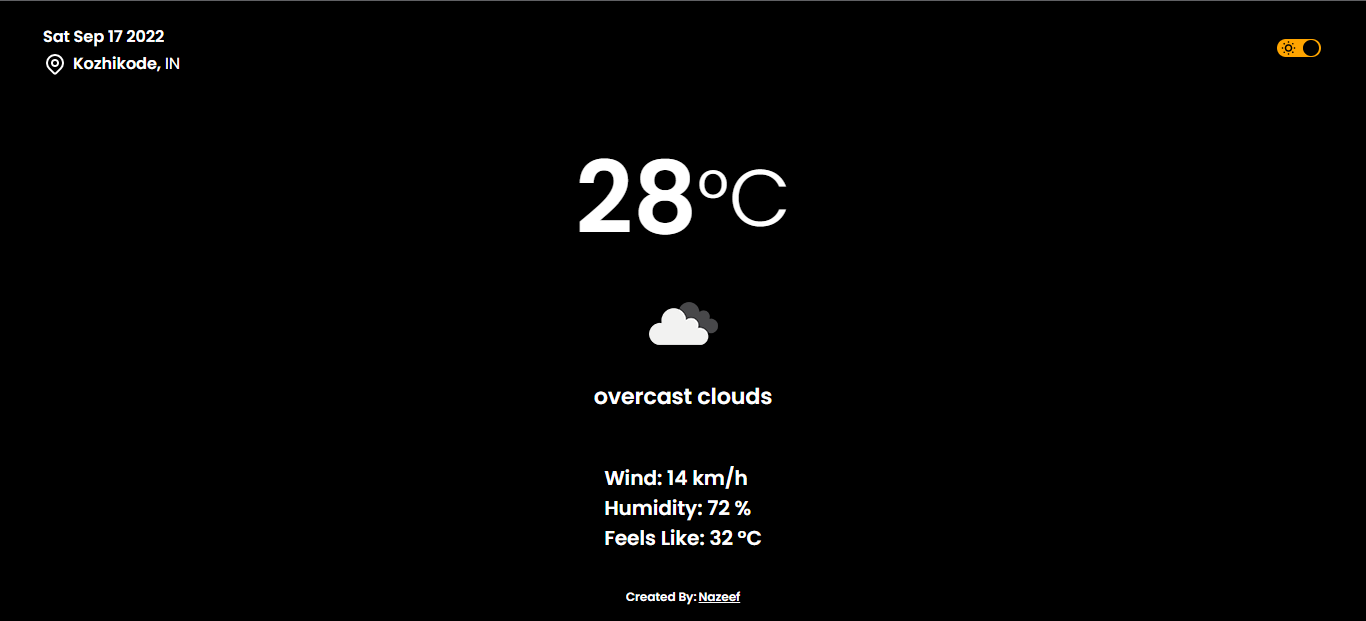 Sat Sep 17 2022
Kozhikode, IN
28°C
overcast clouds
Wind: 14 km/h
Humidity: 72 %
Feels Like: 32 °C
Created By: Nazeef